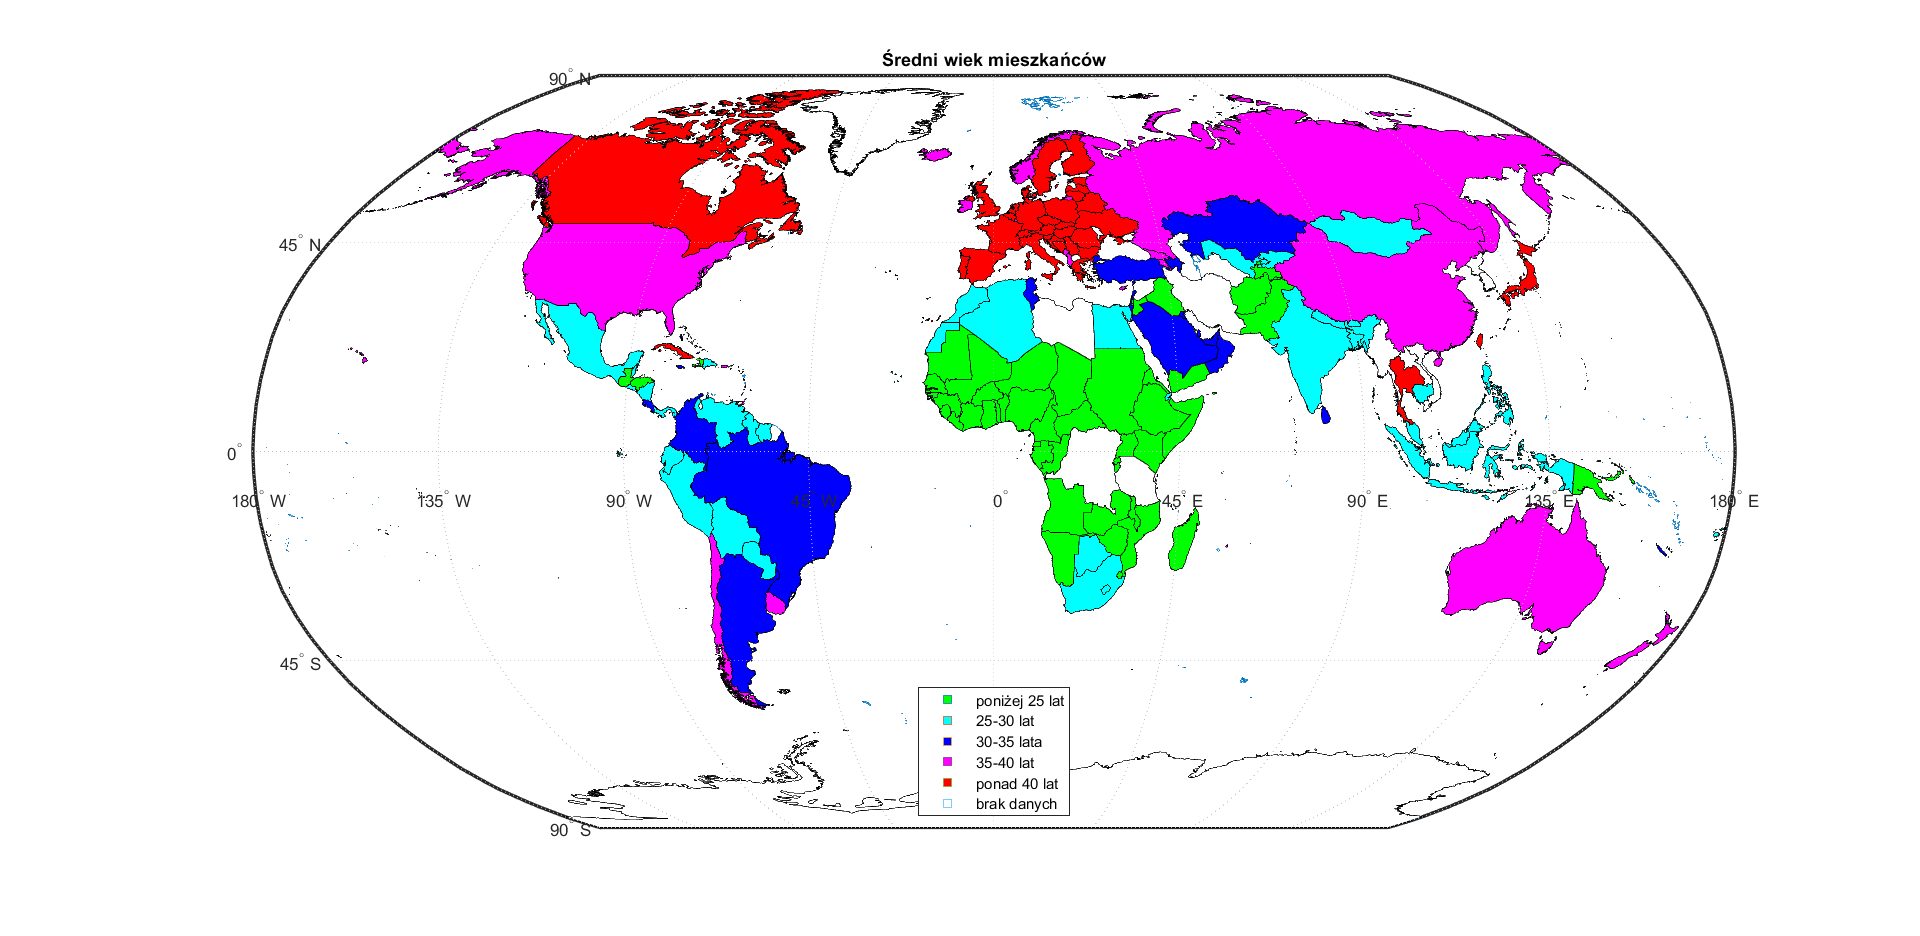 Średni wiek mieszkańców
90° N
45° N
0°
180° W
135° W
90° W
45° W
0°
45° E
90° E
135° E
180° E
45° S
90° S
poniżej 25 lat
25-30 lat
30-35 lata
35-40 lat
ponad 40 lat
brak danych